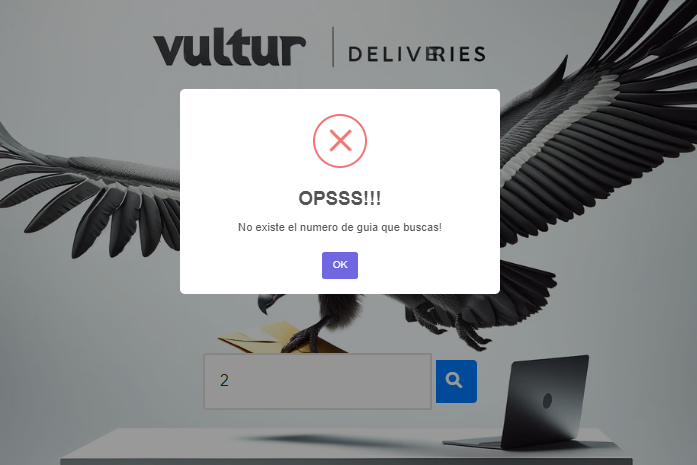 vultur | DELIVERIES
OPSSS!!!
No existe el numero de guia que buscas!
OK
2